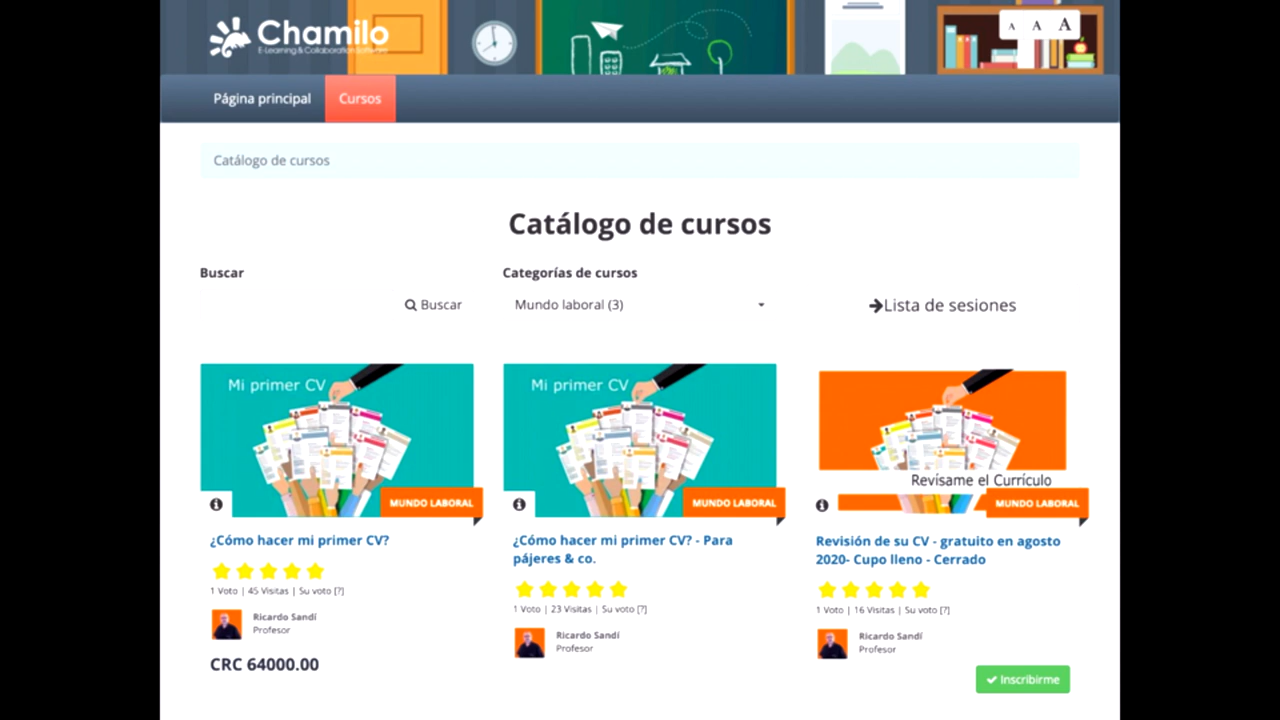 Chamilo
E-Learning & Collaboration Software
A A A
Página principal
Cursos
Catálogo de cursos
Catálogo de cursos
Buscar
Categorías de cursos
Buscar
Mundo laboral (3)
Lista de sesiones
Mi primer CV
MUNDO LABORAL
¿Cómo hacer mi primer CV?
1 Voto | 45 Visitas | Su voto [?]
Ricardo Sandí
Profesor
CRC 64000.00
Mi primer CV
MUNDO LABORAL
¿Cómo hacer mi primer CV? - Para
pájeres & co.
1 Voto | 23 Visitas | Su voto [?]
Ricardo Sandí
Profesor
Revísame el Currículo
MUNDO LABORAL
Revisión de su CV - gratuito en agosto
2020- Cupo lleno - Cerrado
1 Voto | 16 Visitas | Su voto [?]
Ricardo Sandí
Profesor
Inscribirme